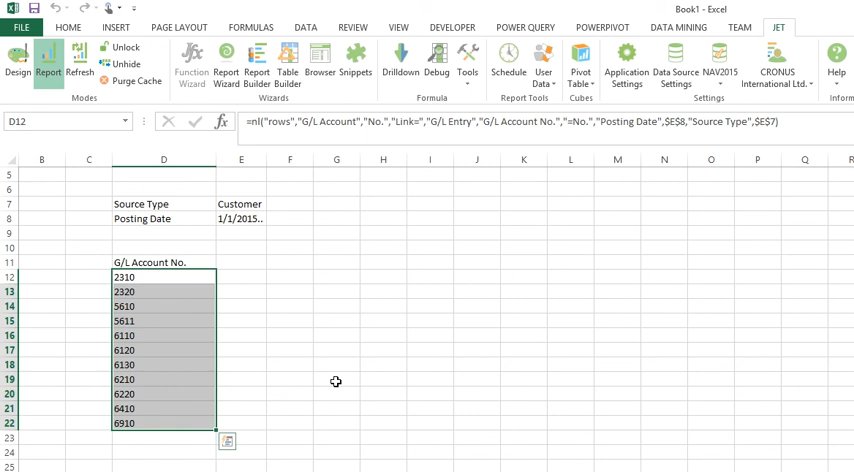 Book1 - Excel
FILE HOME INSERT PAGE LAYOUT FORMULAS DATA REVIEW VIEW DEVELOPER POWER QUERY POWERPIVOT DATA MINING TEAM JET
Design Report Refresh
Unlock
Unhide
Purge Cache
Modes
Function Wizard
Report Wizard
Report Builder
Table Builder
Browser Snippets
Wizards
Drilldown Debug Tools
Formula
Schedule User Data
Report Tools
Pivot Table
Cubes
Application Settings
Data Source Settings
NAV2015
CRONUS International Ltd.
Settings
Help
Inform
D12
fx
=nl("rows","G/L Account","No.","Link=","G/L Entry","G/L Account No.","=No.","Posting Date",$E$8,"Source Type",$E$7)
B C D E F G H I J K L M N O P Q R
5
6
7 Source Type Customer
8 Posting Date 1/1/2015..
9
10
11 G/L Account No.
12 2310
13 2320
14 5610
15 5611
16 6110
17 6120
18 6130
19 6210
20 6220
21 6410
22 6910
23
24
25